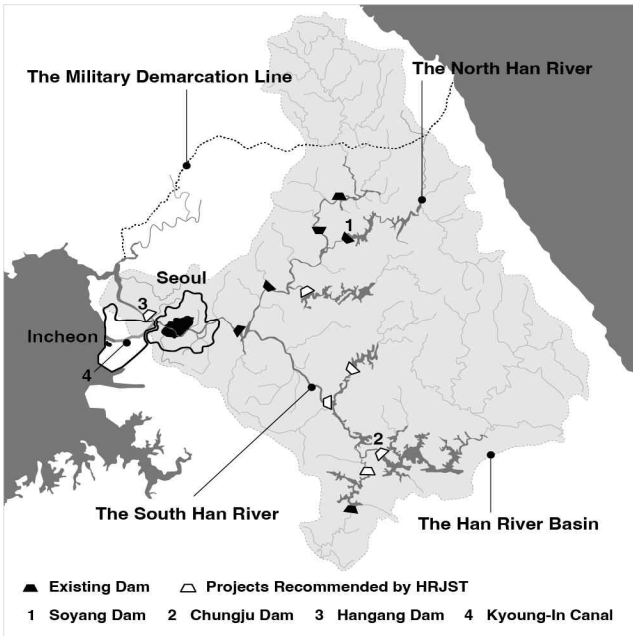 The Military Demarcation Line
The North Han River
1
Seoul
3
Incheon
4
2
The South Han River
The Han River Basin
Existing Dam
Projects Recommended by HRJST
1 Soyang Dam 2 Chungju Dam 3 Hangang Dam 4 Kyoung-In Canal